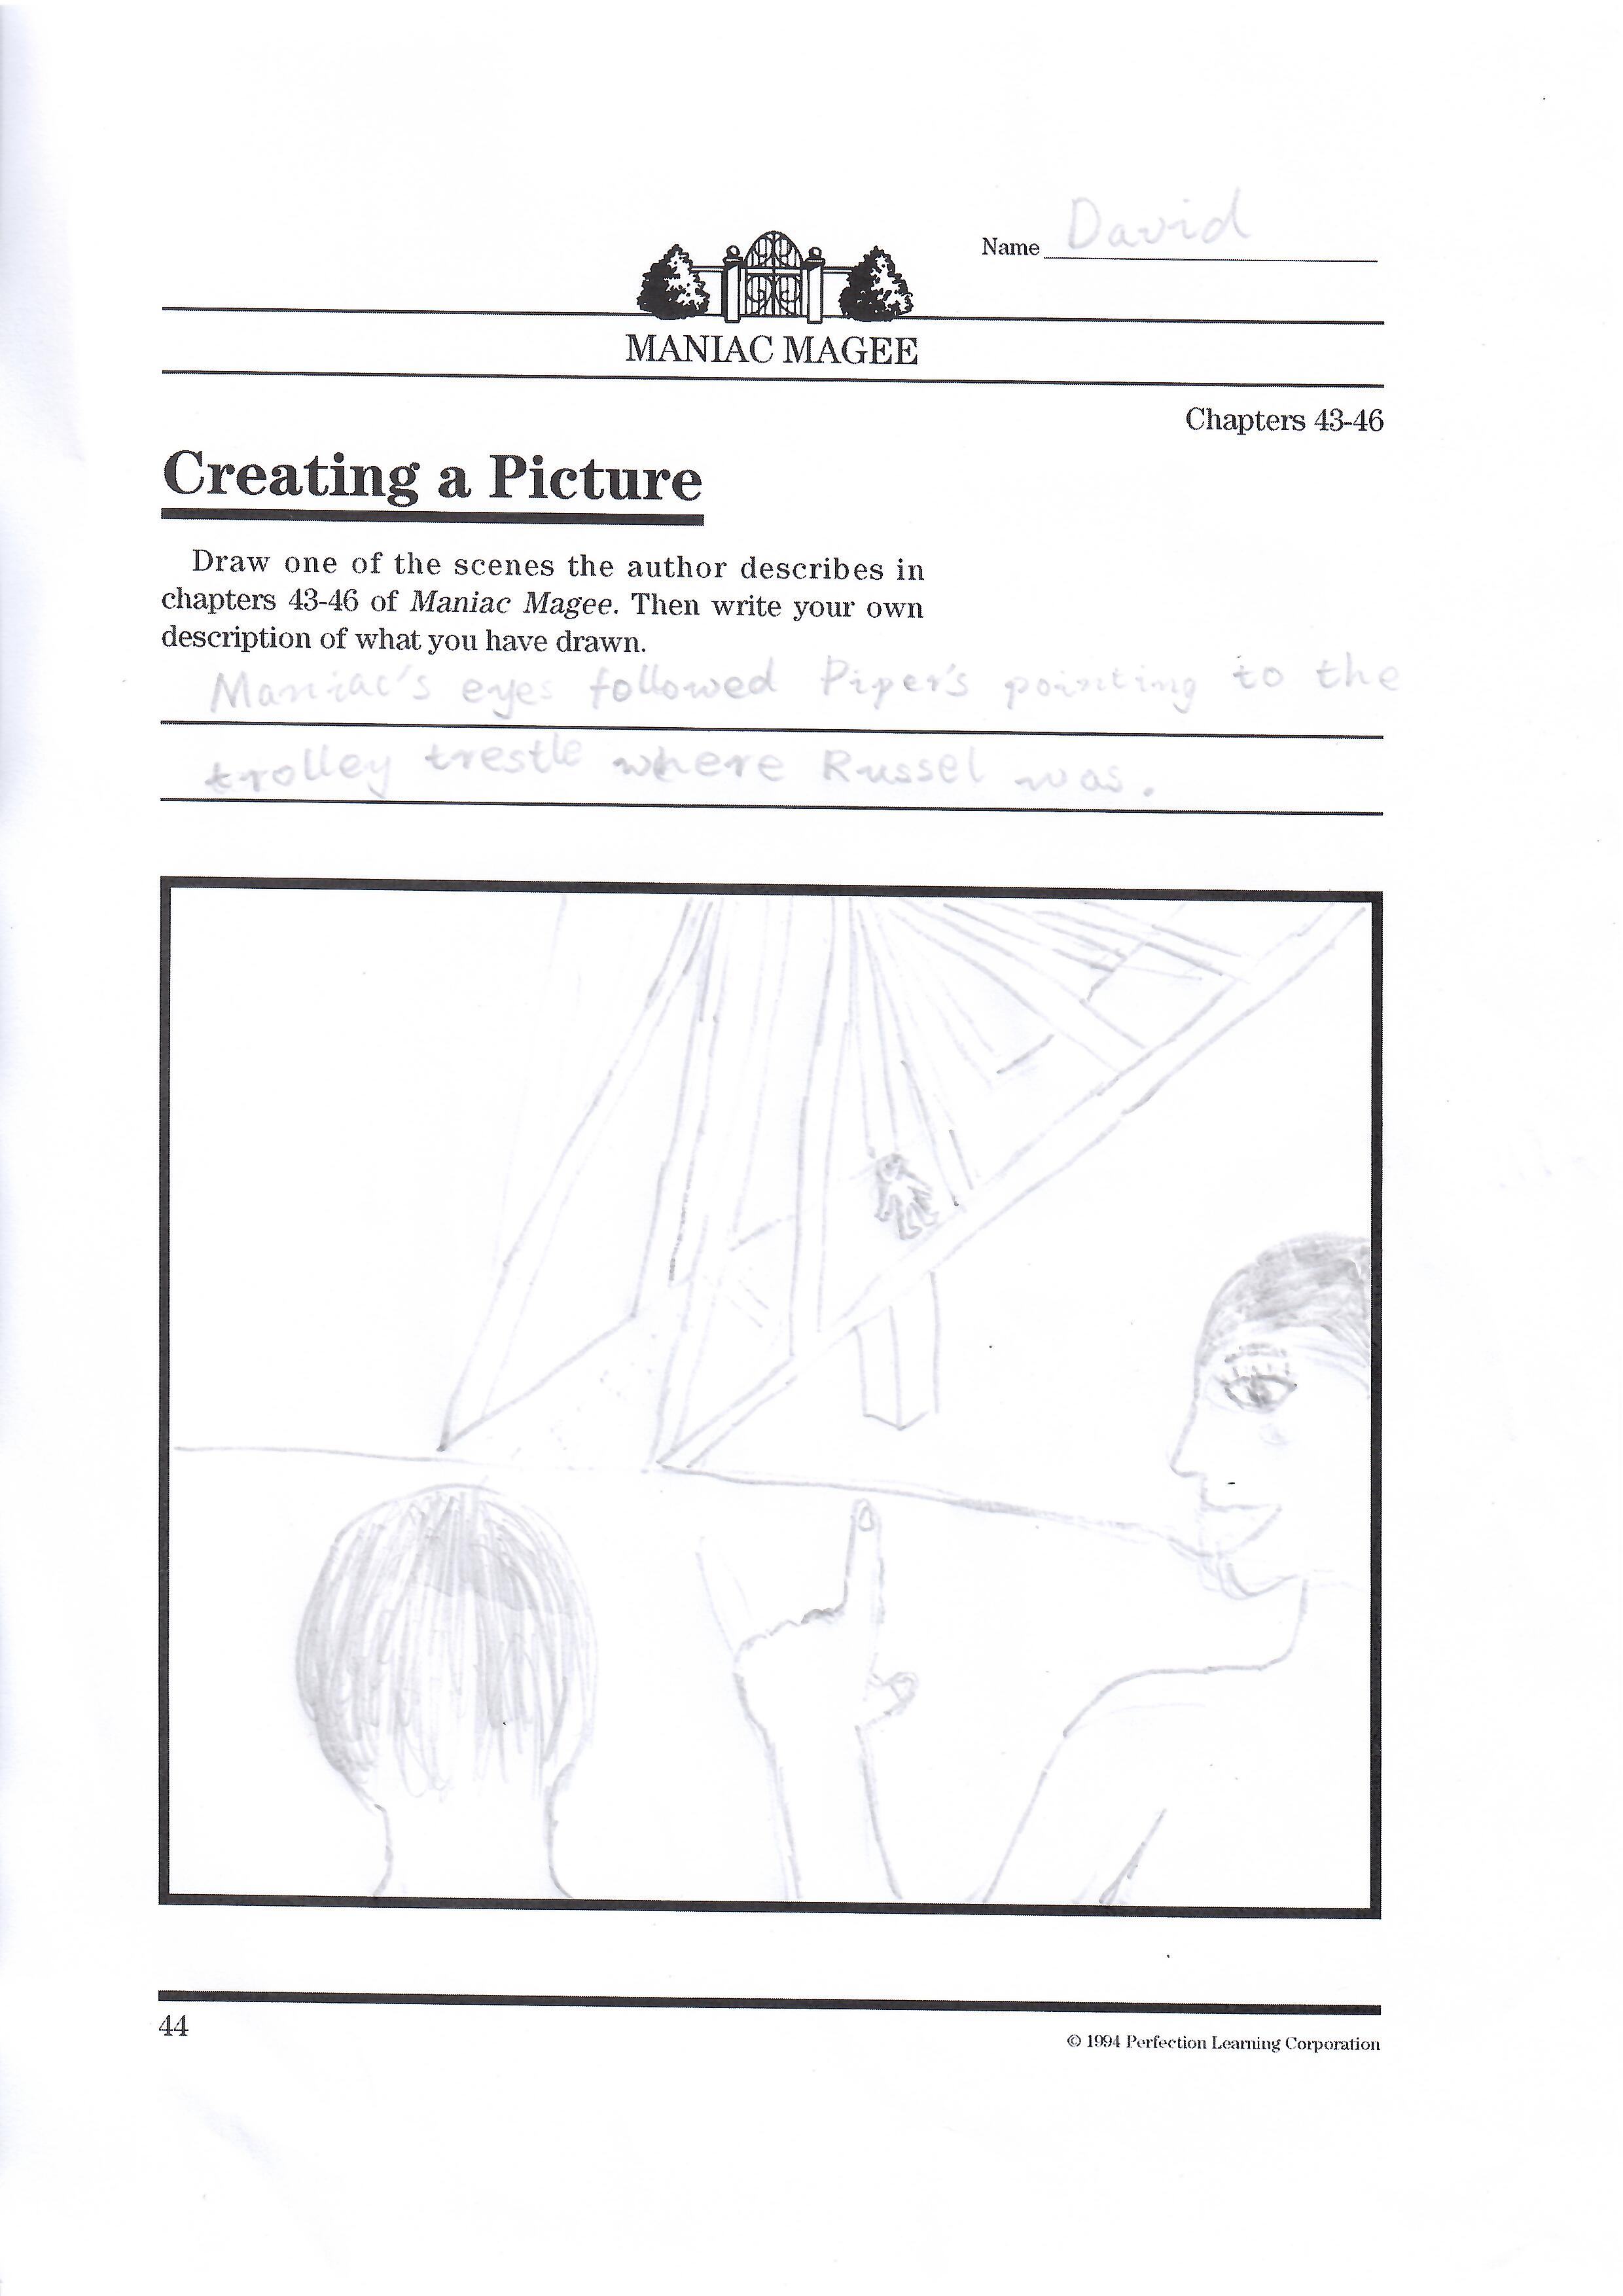 Name David
MANIAC MAGEE
Chapters 43-46
Creating a Picture
Draw one of the scenes the author describes in
chapters 43-46 of Maniac Magee. Then write your own
description of what you have drawn.
Maniac's eyes followed Piper's pointing to the
trolley trestle where Russel was.
44
© 1994 Perfection Learning Corporation